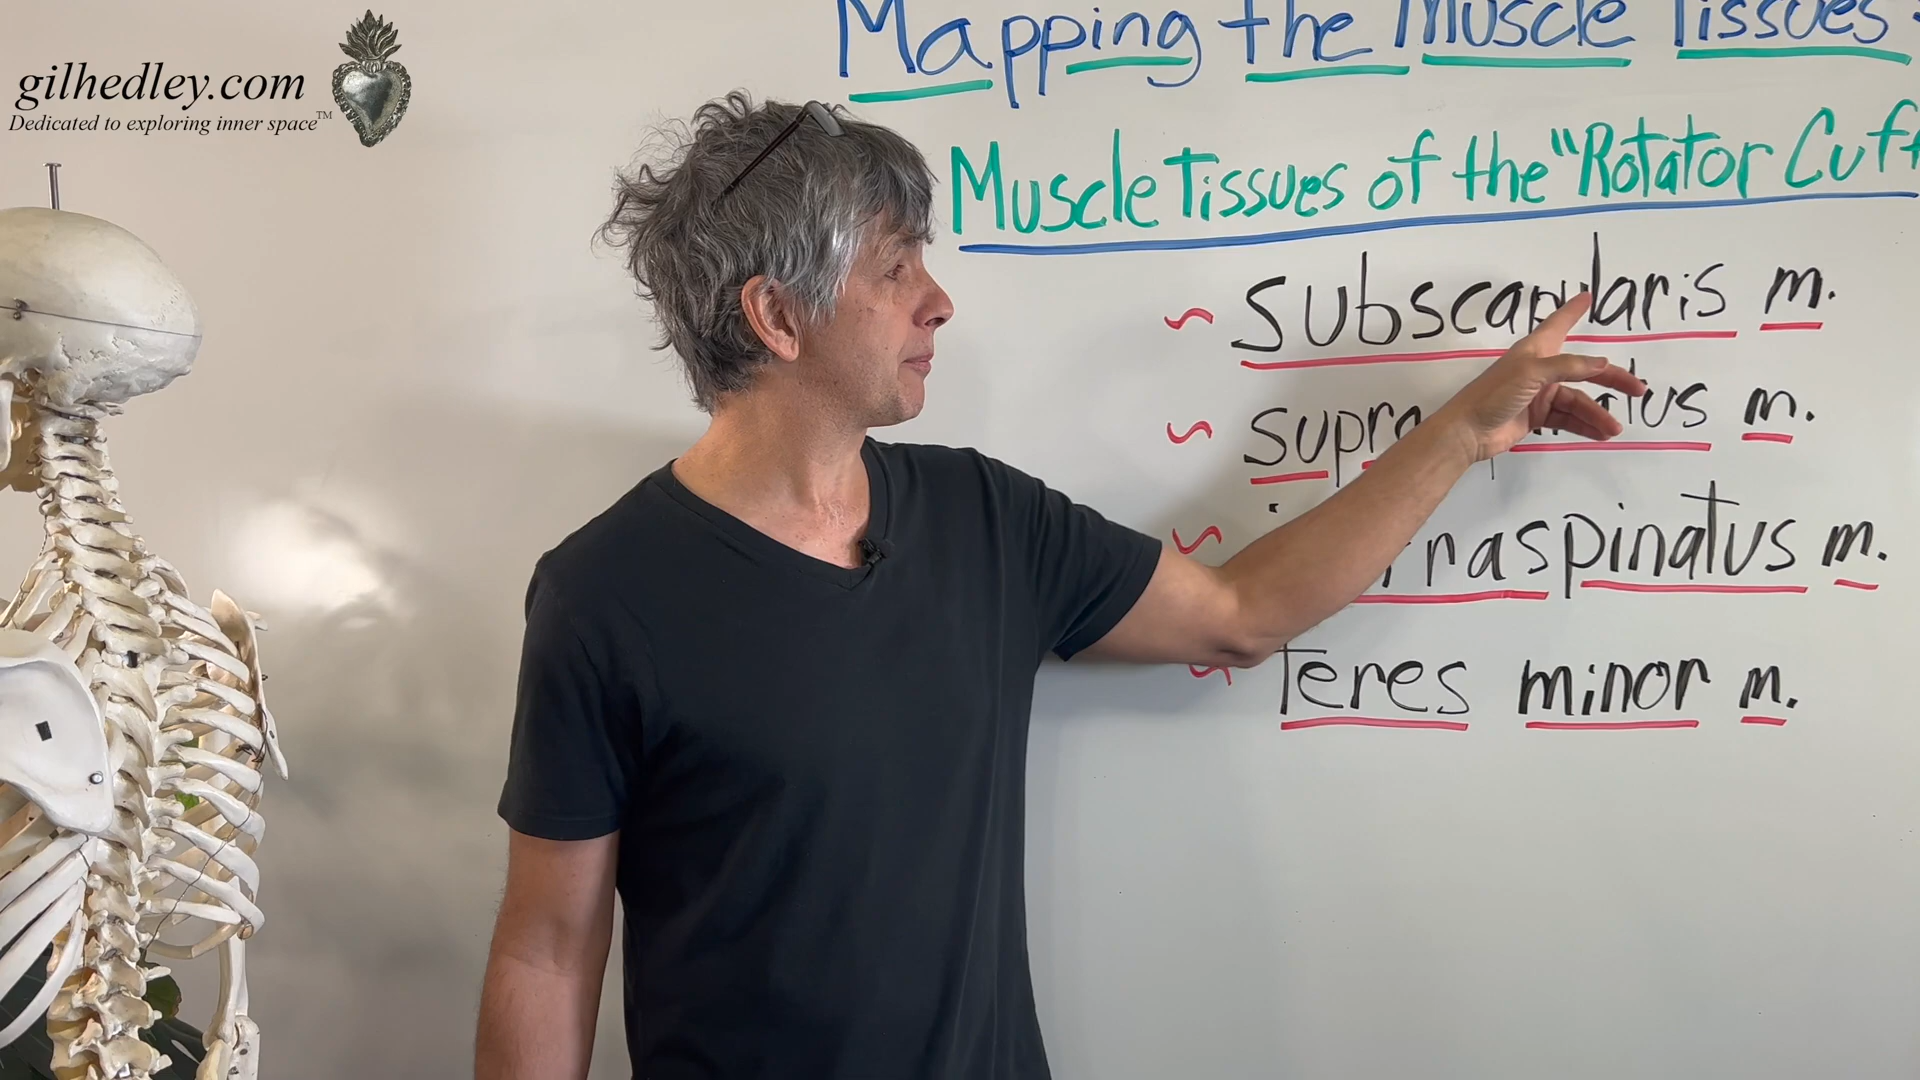 gilhedley.com
Dedicated to exploring inner space™
Mapping the Muscle Tissues
Muscle Tissues of the "Rotator Cuff
~ subscapularis m.
~ m.
~ m.
~ Teres minor m.